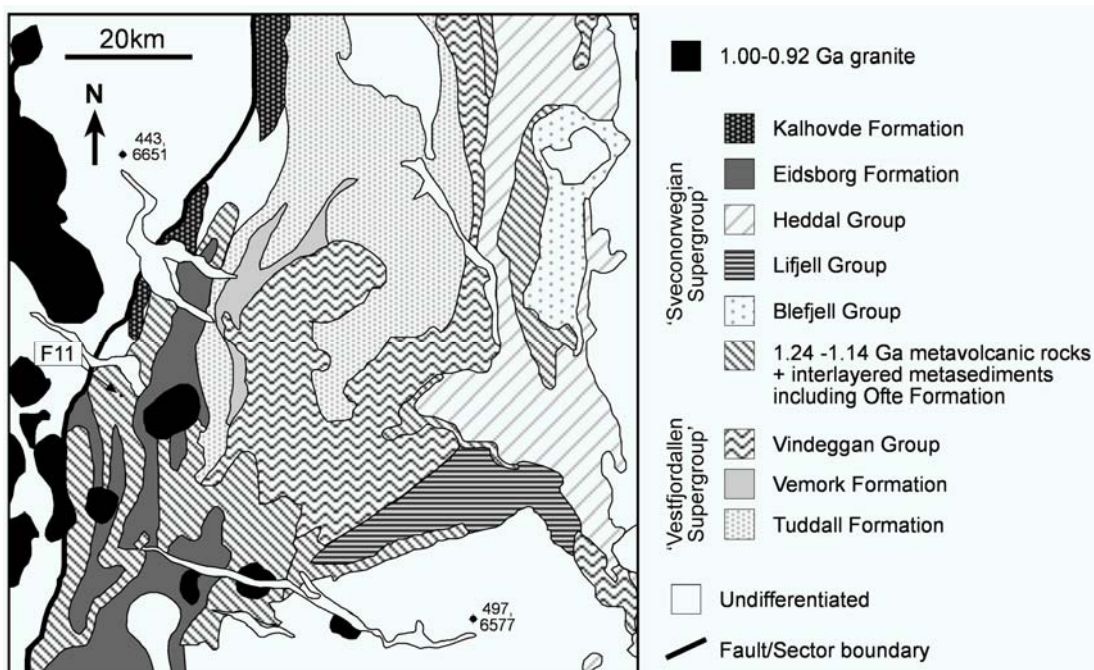 20km
N
443,
6651
F11
497,
6577
1.00-0.92 Ga granite
'Sveconorwegian
Supergroup'
Kalhovde Formation
Eidsborg Formation
Heddal Group
Lifjell Group
Blefjell Group
1.24 -1.14 Ga metavolcanic rocks
+ interlayered metasediments
including Ofte Formation
'Vestfjordallen
Supergroup'
Vindeggan Group
Vemork Formation
Tuddall Formation
Undifferentiated
Fault/Sector boundary